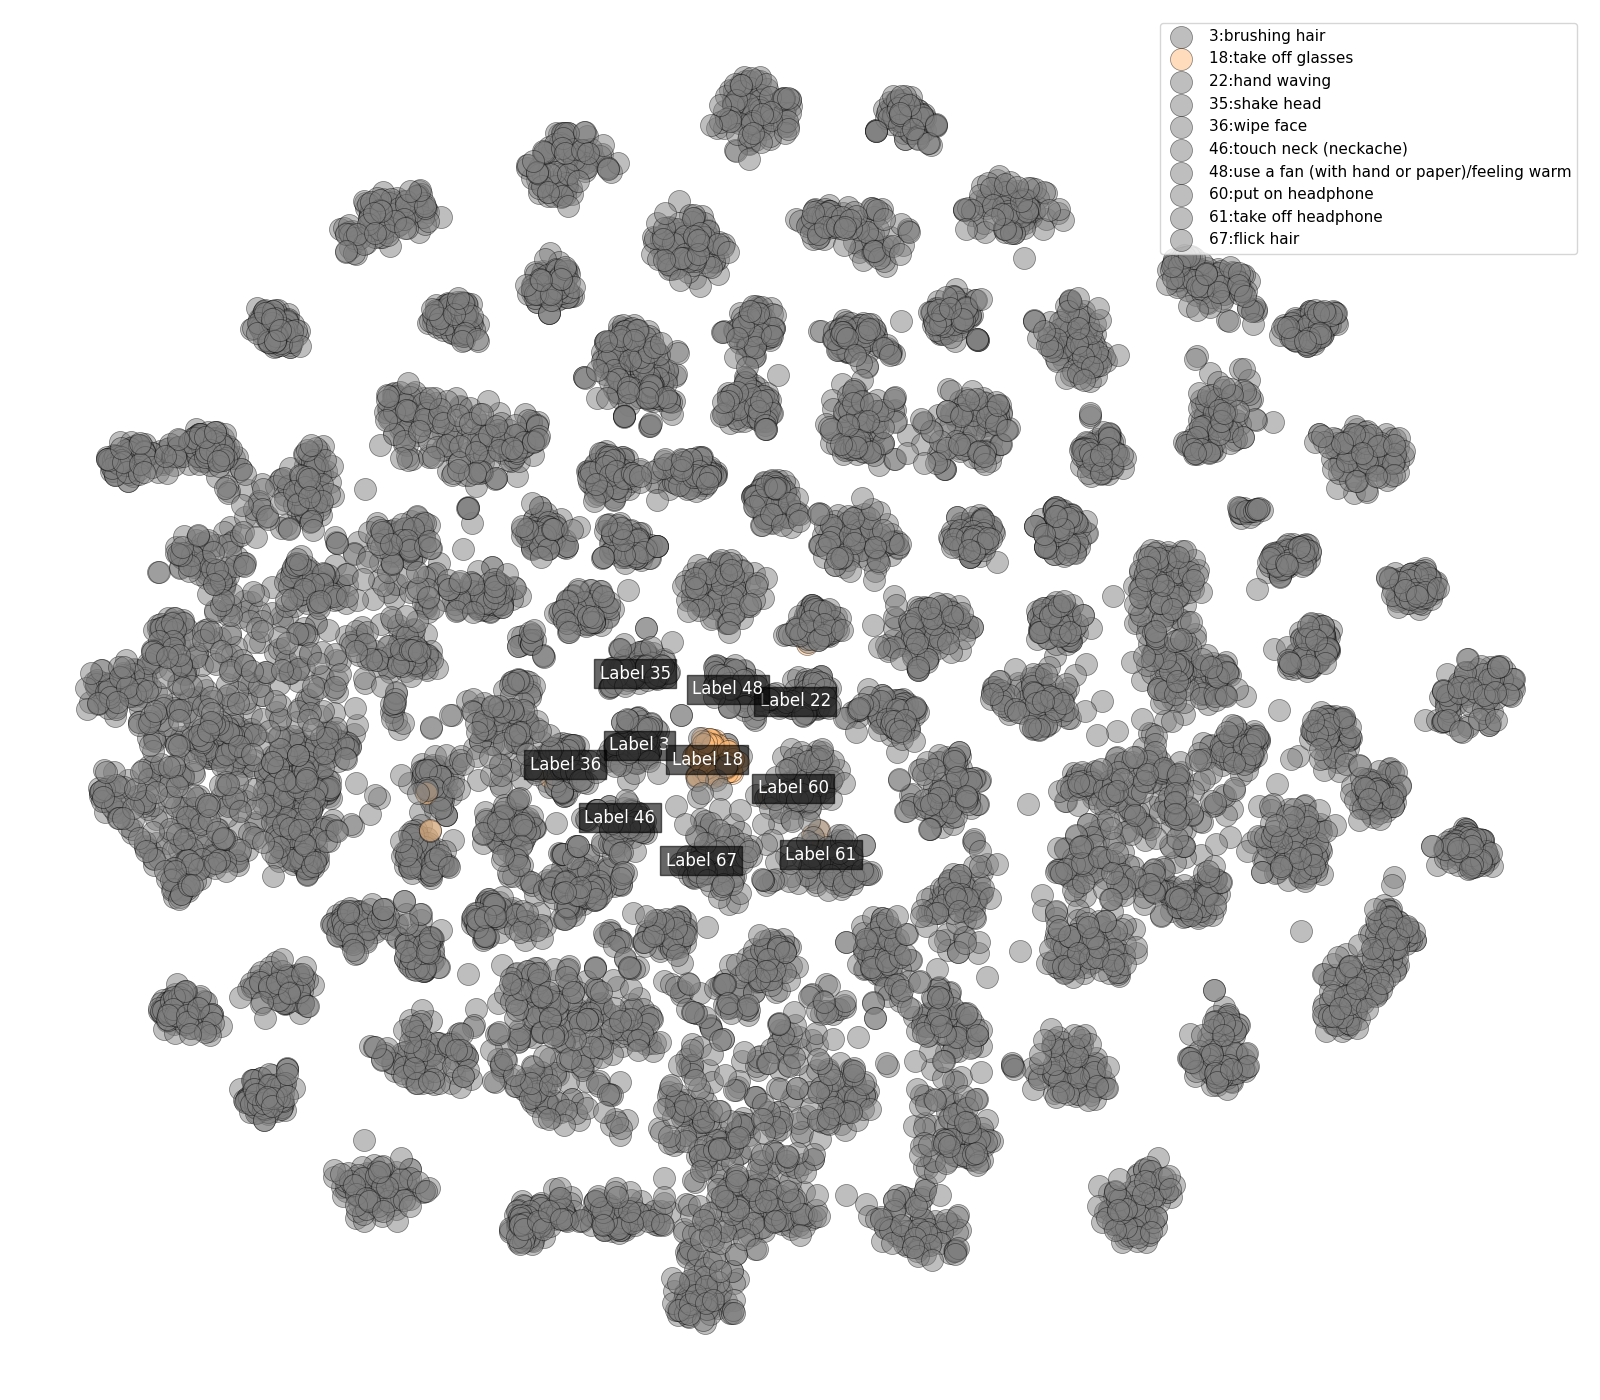 3:brushing hair
18:take off glasses
22:hand waving
35:shake head
36:wipe face
46:touch neck (neckache)
48:use a fan (with hand or paper)/feeling warm
60:put on headphone
61:take off headphone
67:flick hair
Label 35
Label 48
Label 22
Label 3
Label 18
Label 36
Label 60
Label 46
Label 67
Label 61